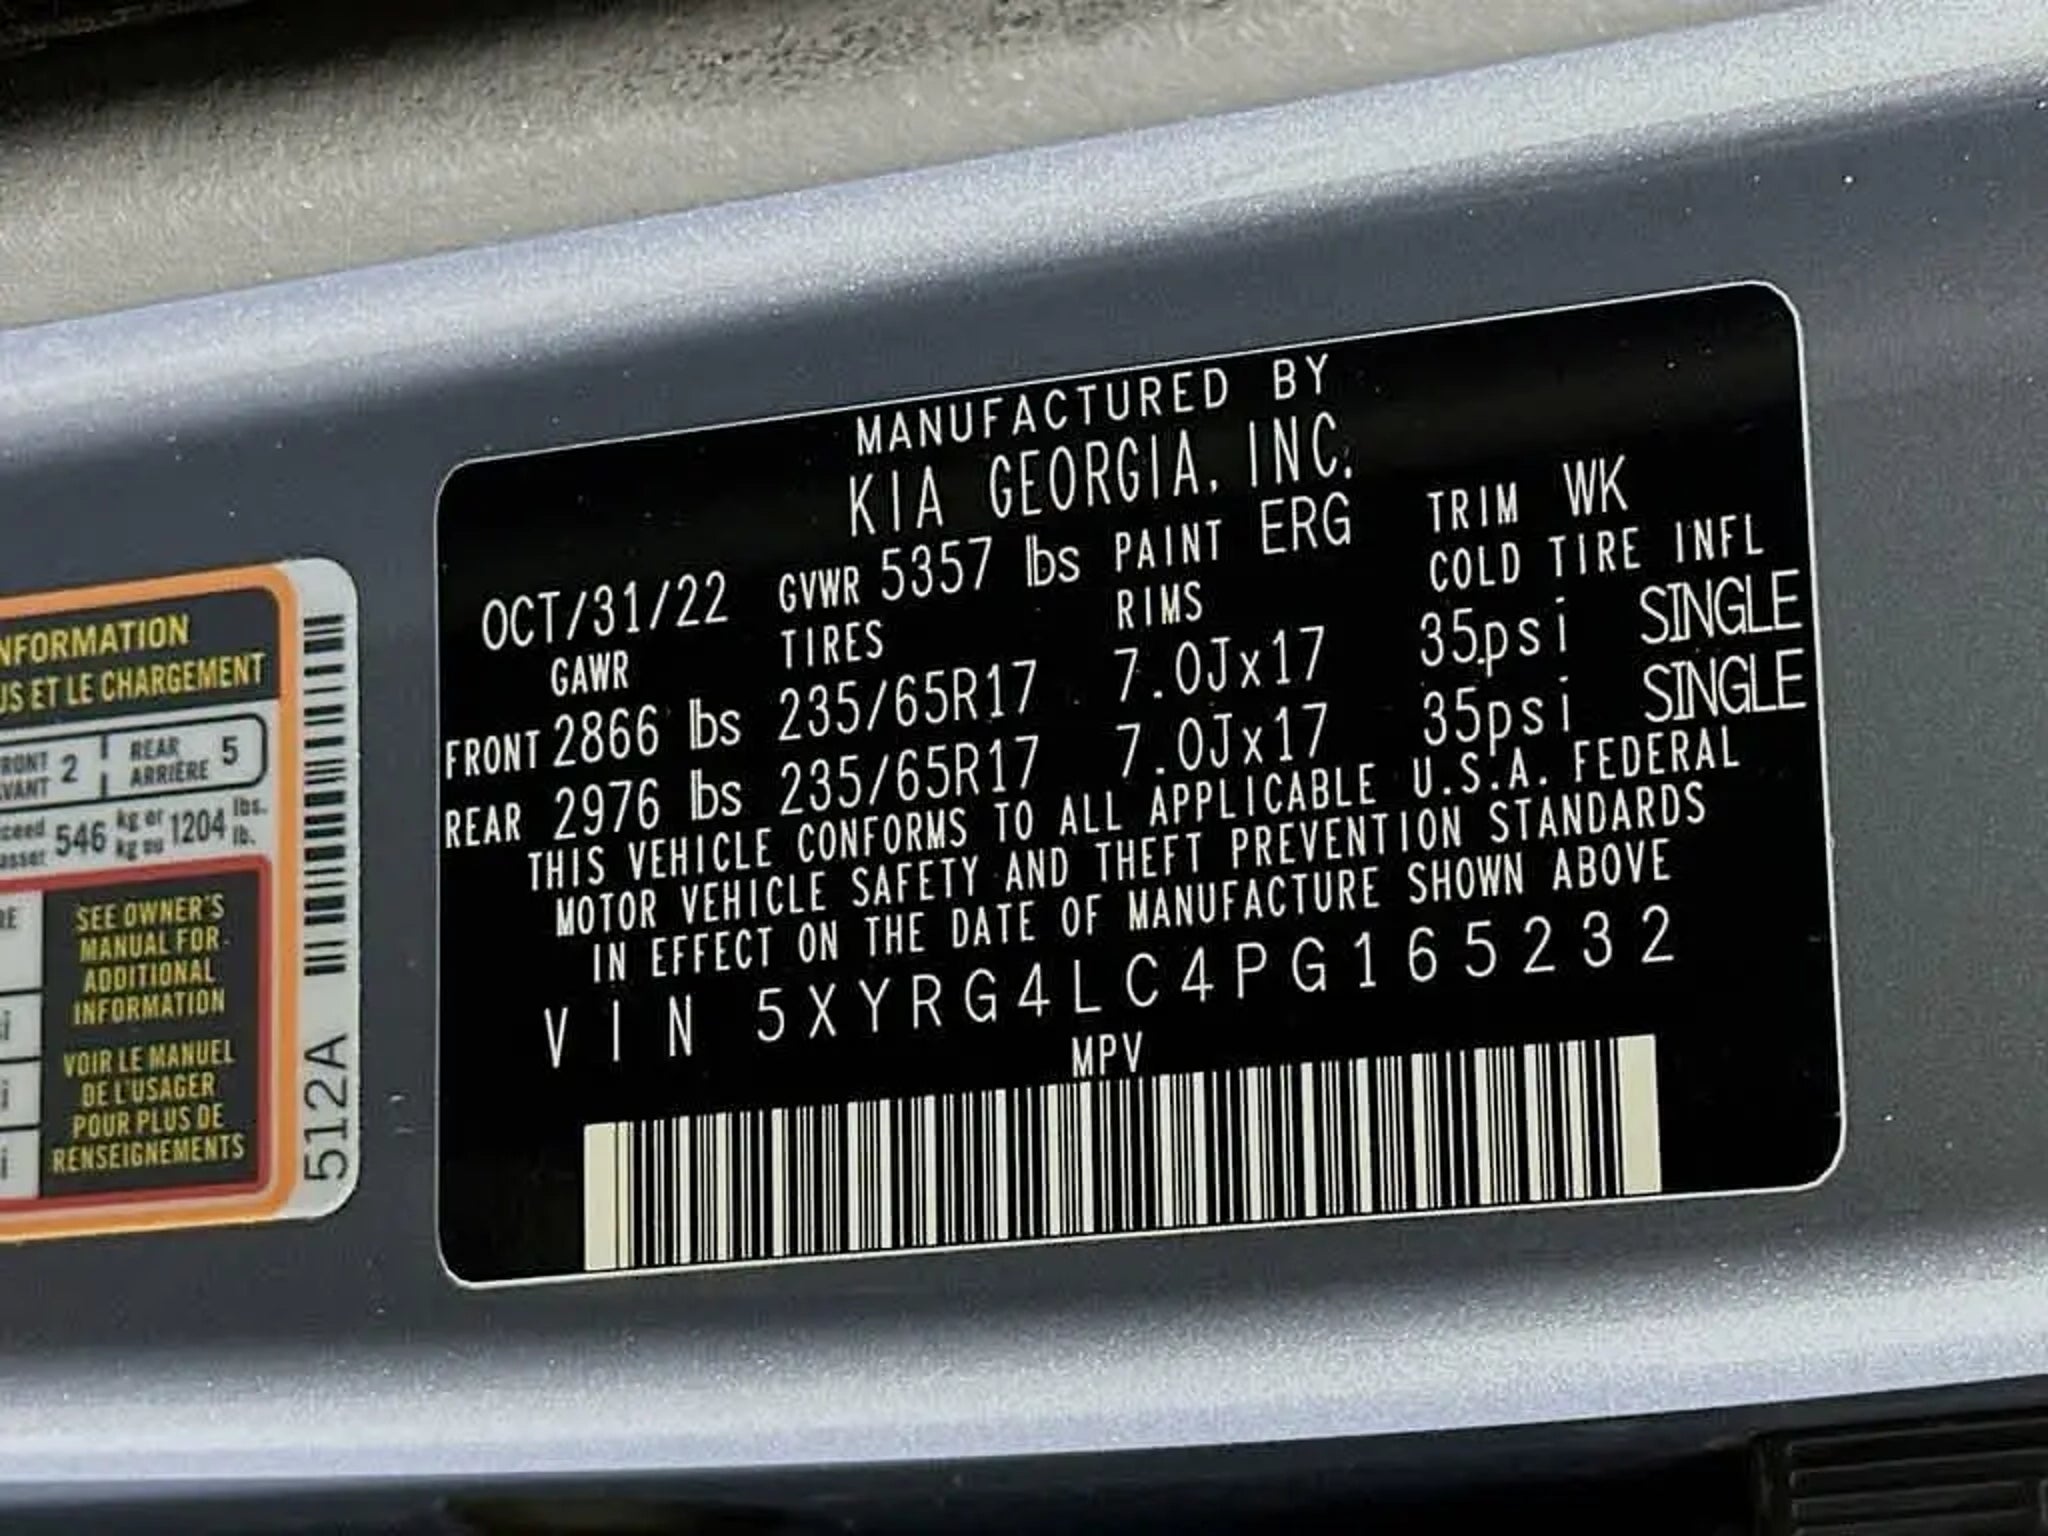 MANUFACTURED BY
KIA GEORGIA, INC.
OCT/31/22 GVWR 5357 lbs PAINT ERG TRIM WK
GAWR TIRES RIMS COLD TIRE INFL
FRONT 2866 lbs 235/65R17 7.0Jx17 35psi SINGLE
REAR 2976 lbs 235/65R17 7.0Jx17 35psi SINGLE
THIS VEHICLE CONFORMS TO ALL APPLICABLE U.S.A. FEDERAL
MOTOR VEHICLE SAFETY AND THEFT PREVENTION STANDARDS
IN EFFECT ON THE DATE OF MANUFACTURE SHOWN ABOVE
VIN 5XYRG4LC4PG165232
MPV
NFORMATION
US ET LE CHARGEMENT
RONT 2 REAR 5
VANT ARRIÈRE
546 kg or 1204 lbs.
kg ou lb.
SEE OWNER'S
MANUAL FOR
ADDITIONAL
INFORMATION
VOIR LE MANUEL
DE L'USAGER
POUR PLUS DE
RENSEIGNEMENTS
512A